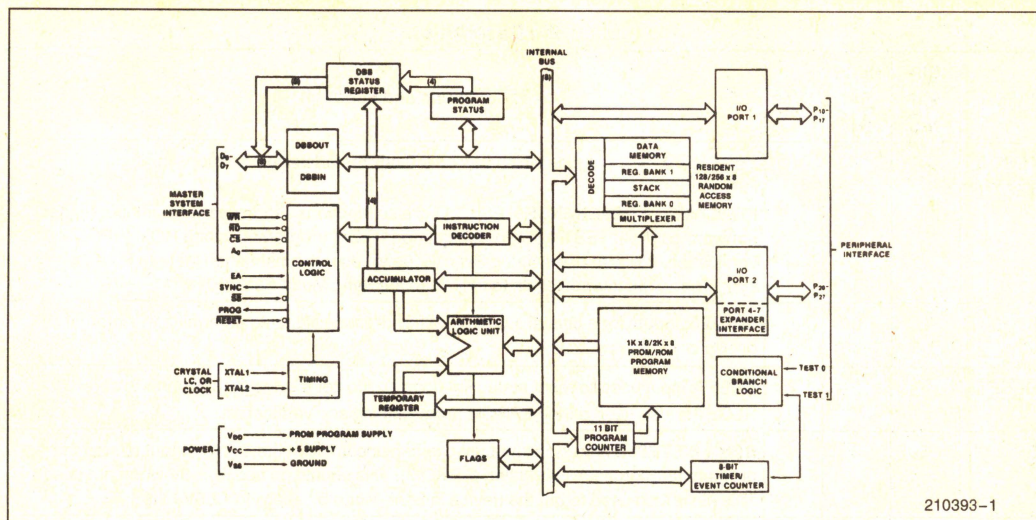 INTERNAL
BUS
(8)
DBB
STATUS
REGISTER
(8)
(4)
PROGRAM
STATUS
D0–
D7
(8)
DBBOUT
DBBIN
MASTER
SYSTEM
INTERFACE
WR
RD
CS
A0
EA
SYNC
SS
PROG
RESET
CONTROL
LOGIC
(4)
INSTRUCTION
DECODER
ACCUMULATOR
ARITHMETIC
LOGIC UNIT
TEMPORARY
REGISTER
FLAGS
CRYSTAL
LC, OR
CLOCK
XTAL1
XTAL2
TIMING
POWER
VDD
PROM PROGRAM SUPPLY
VCC
+5 SUPPLY
VSS
GROUND
I/O
PORT 1
P10–
P17
DECODE
DATA
MEMORY
REG. BANK 1
STACK
REG. BANK 0
MULTIPLEXER
RESIDENT
128/256 x 8
RANDOM
ACCESS
MEMORY
PERIPHERAL
INTERFACE
I/O
PORT 2
PORT 4-7
EXPANDER
INTERFACE
P20–
P27
1K x 8/2K x 8
PROM/ROM
PROGRAM
MEMORY
CONDITIONAL
BRANCH
LOGIC
TEST 0
TEST 1
11 BIT
PROGRAM
COUNTER
8-BIT
TIMER/
EVENT COUNTER
210393–1